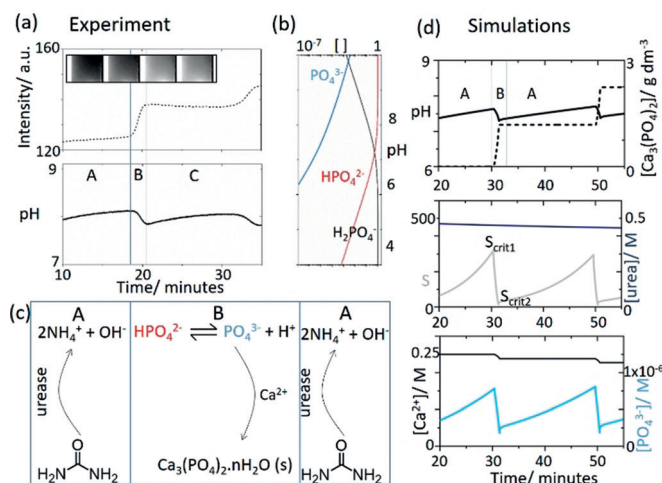 (a) Experiment
160
Intensity/ a.u.
120
9
A B C
pH
7
10 20 30
Time/ minutes
(b)
10⁻⁷ [ ] 1
PO₄³⁻
8
pH
HPO₄²⁻
6
H₂PO₄⁻
4
(c) A B A
2NH₄⁺ + OH⁻ HPO₄²⁻ ⇌ PO₄³⁻ + H⁺ 2NH₄⁺ + OH⁻
urease Ca²⁺ urease
O O
H₂N NH₂ Ca₃(PO₄)₂.nH₂O (s) H₂N NH₂
(d) Simulations
9 3
A B A
pH
[Ca₃(PO₄)₂]/ g dm⁻³
6 0
20 30 40 50
500 0.5
S_crit1
S
S_crit2
[urea]/ M
0 0
20 30 40 50
0.25 1x10⁻⁶
[Ca²⁺]/ M
[PO₄³⁻]/ M
0
20 30 40 50
Time/ minutes